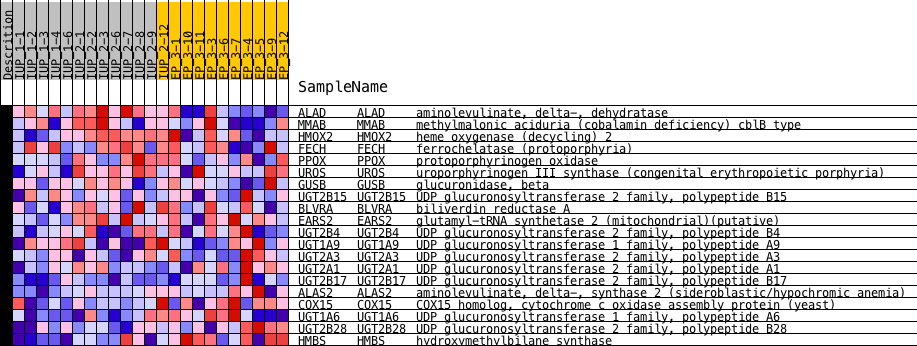 Descrition
IUP_1-1
IUP_1-2
IUP_1-3
IUP_1-4
IUP_1-6
IUP_2-1
IUP_2-2
IUP_2-3
IUP_2-6
IUP_2-7
IUP_2-8
IUP_2-9
IUP_2-12
EP_3-1
EP_3-10
EP_3-11
EP_3-3
EP_3-6
EP_3-7
EP_3-4
EP_3-5
EP_3-9
EP_3-12
SampleName
ALAD ALAD aminolevulinate, delta-, dehydratase
MMAB MMAB methylmalonic aciduria (cobalamin deficiency) cblB type
HMOX2 HMOX2 heme oxygenase (decycling) 2
FECH FECH ferrochelatase (protoporphyria)
PPOX PPOX protoporphyrinogen oxidase
UROS UROS uroporphyrinogen III synthase (congenital erythropoietic porphyria)
GUSB GUSB glucuronidase, beta
UGT2B15 UGT2B15 UDP glucuronosyltransferase 2 family, polypeptide B15
BLVRA BLVRA biliverdin reductase A
EARS2 EARS2 glutamyl-tRNA synthetase 2 (mitochondrial)(putative)
UGT2B4 UGT2B4 UDP glucuronosyltransferase 2 family, polypeptide B4
UGT1A9 UGT1A9 UDP glucuronosyltransferase 1 family, polypeptide A9
UGT2A3 UGT2A3 UDP glucuronosyltransferase 2 family, polypeptide A3
UGT2A1 UGT2A1 UDP glucuronosyltransferase 2 family, polypeptide A1
UGT2B17 UGT2B17 UDP glucuronosyltransferase 2 family, polypeptide B17
ALAS2 ALAS2 aminolevulinate, delta-, synthase 2 (sideroblastic/hypochromic anemia)
COX15 COX15 COX15 homolog, cytochrome c oxidase assembly protein (yeast)
UGT1A6 UGT1A6 UDP glucuronosyltransferase 1 family, polypeptide A6
UGT2B28 UGT2B28 UDP glucuronosyltransferase 2 family, polypeptide B28
HMBS HMBS hydroxymethylbilane synthase